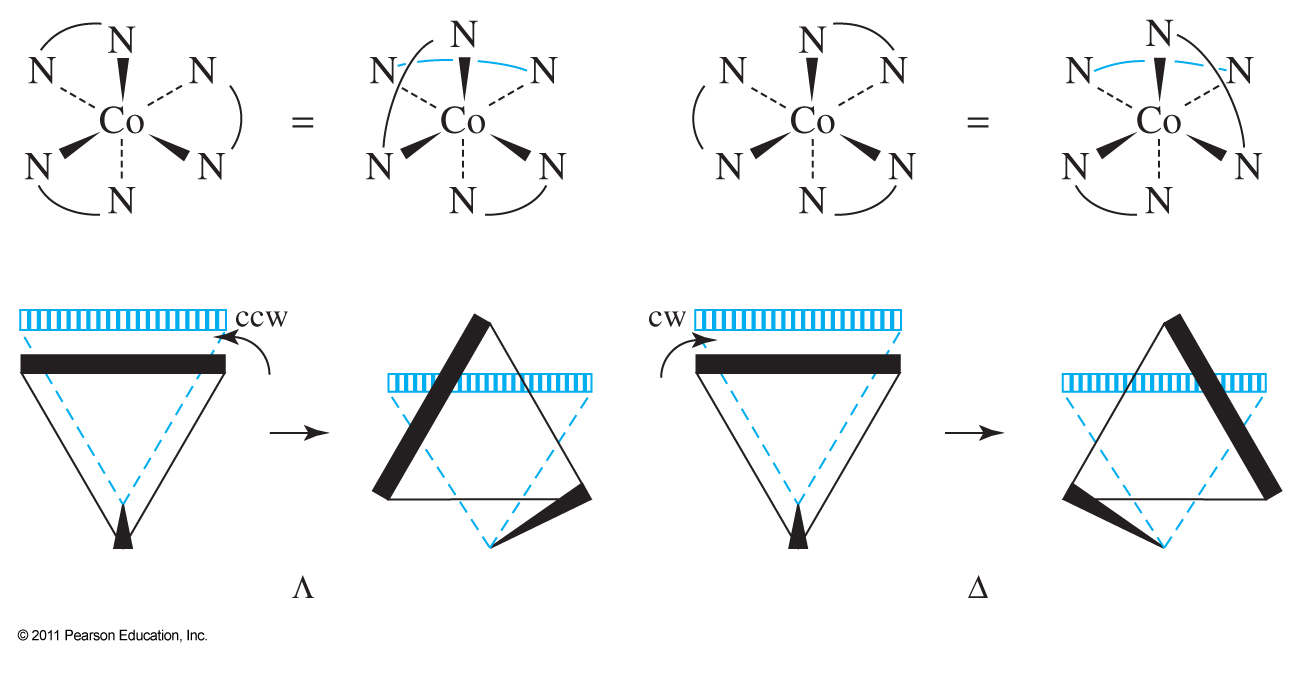 N N N N N N N N
N N N N
Co = Co Co = Co
N N N N N N N N
N N N N
ccw cw
Λ Δ
© 2011 Pearson Education, Inc.